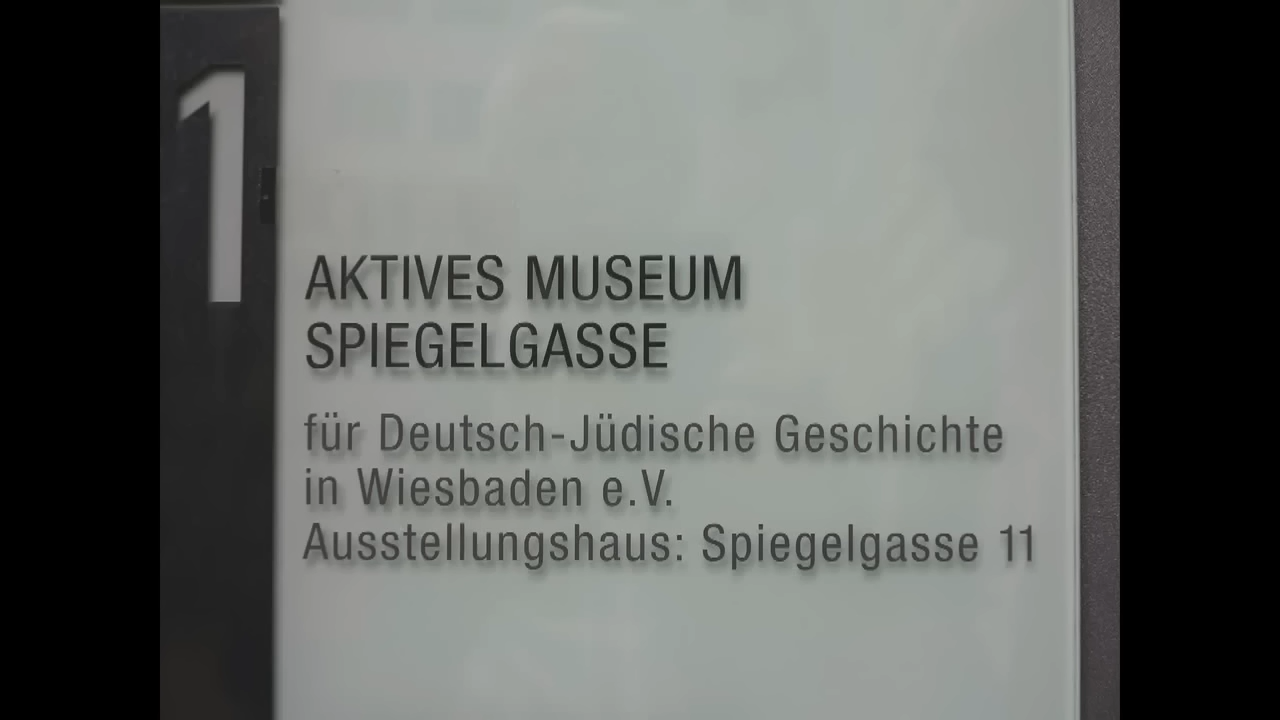 1
AKTIVES MUSEUM
SPIEGELGASSE
für Deutsch-Jüdische Geschichte
in Wiesbaden e.V.
Ausstellungshaus: Spiegelgasse 11